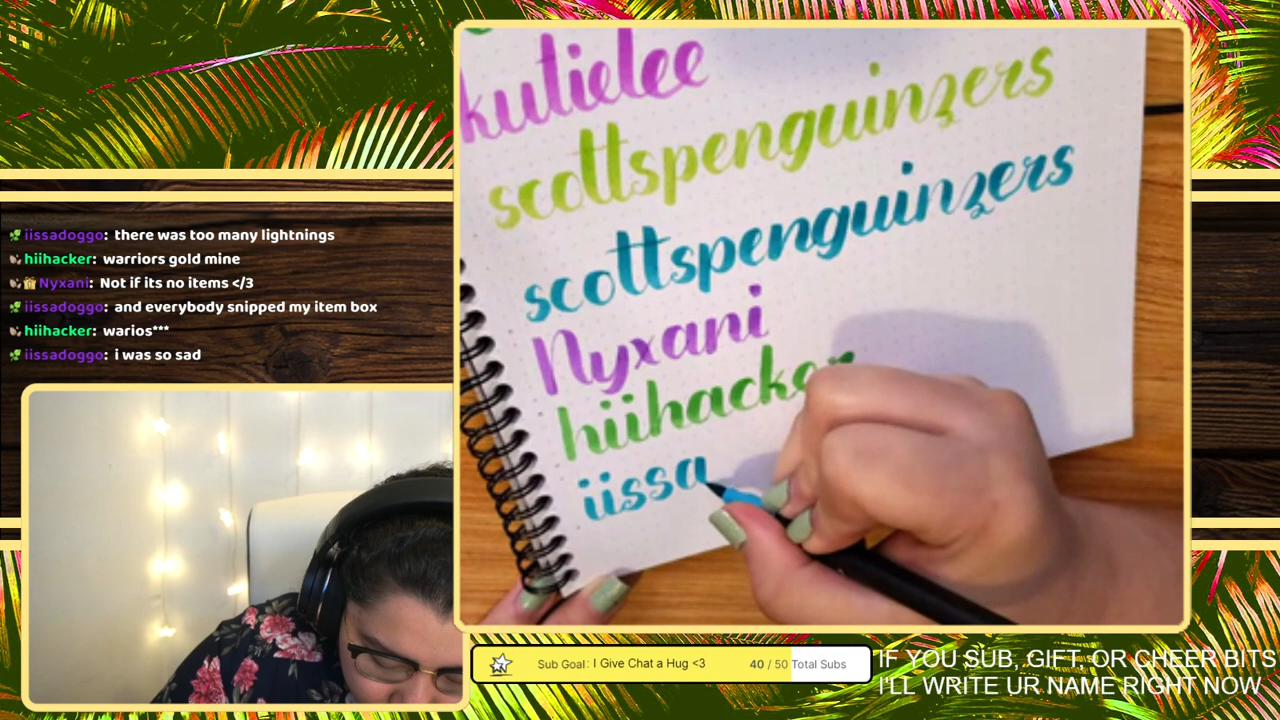 kutielee
scottspenguinzers
scottspenguinzers
Nyxani
hiihacker
iissa
iissadoggo: there was too many lightnings
hiihacker: warriors gold mine
Nyxani: Not if its no items </3
iissadoggo: and everybody snipped my item box
hiihacker: warios***
iissadoggo: i was so sad
Sub Goal: I Give Chat a Hug <3 40 / 50 Total Subs
IF YOU SUB, GIFT, OR CHEER BITS
I'LL WRITE UR NAME RIGHT NOW